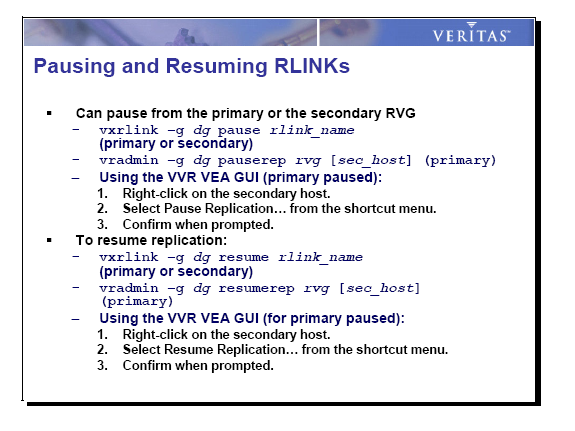 VERITAS™
Pausing and Resuming RLINKs
▪ Can pause from the primary or the secondary RVG
– vxrlink –g dg pause rlink_name
(primary or secondary)
– vradmin –g dg pauserep rvg [sec_host] (primary)
– Using the VVR VEA GUI (primary paused):
1. Right-click on the secondary host.
2. Select Pause Replication… from the shortcut menu.
3. Confirm when prompted.
▪ To resume replication:
– vxrlink –g dg resume rlink_name
(primary or secondary)
– vradmin –g dg resumerep rvg [sec_host]
(primary)
– Using the VVR VEA GUI (for primary paused):
1. Right-click on the secondary host.
2. Select Resume Replication… from the shortcut menu.
3. Confirm when prompted.